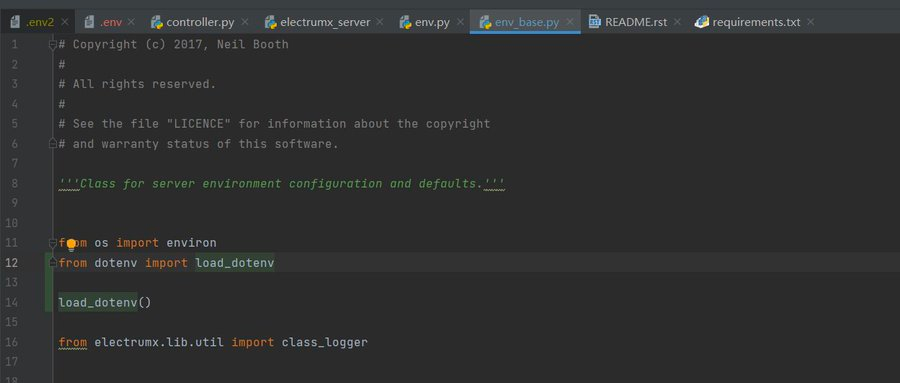 .env2 .env controller.py electrumx_server env.py env_base.py README.rst requirements.txt
1 # Copyright (c) 2017, Neil Booth
2 #
3 # All rights reserved.
4 #
5 # See the file "LICENCE" for information about the copyright
6 # and warranty status of this software.
7
8 '''Class for server environment configuration and defaults.'''
9
10
11 from os import environ
12 from dotenv import load_dotenv
13
14 load_dotenv()
15
16 from electrumx.lib.util import class_logger
17
18